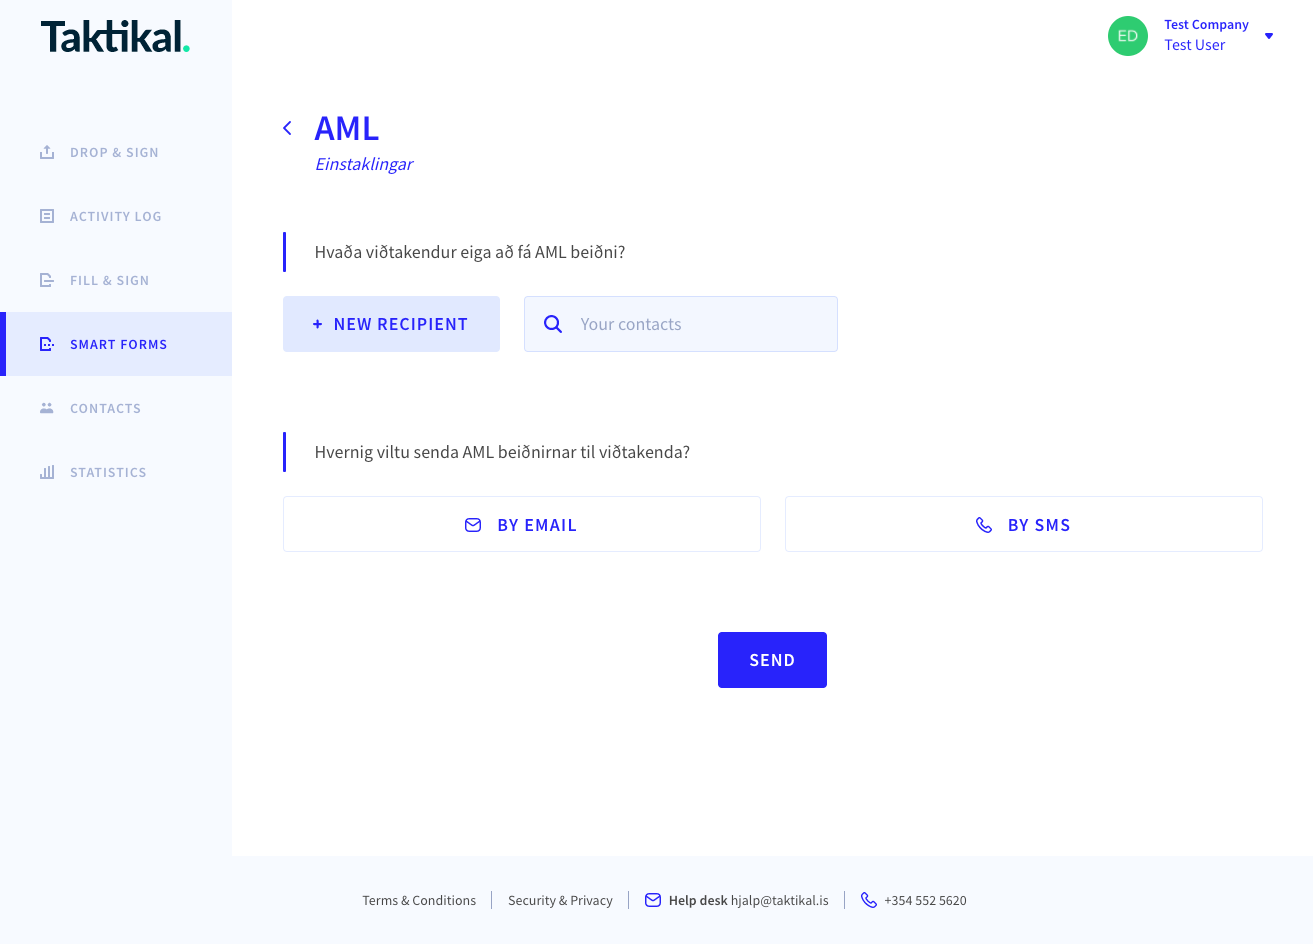 Taktikal.
ED
Test Company
Test User
DROP & SIGN
ACTIVITY LOG
FILL & SIGN
SMART FORMS
CONTACTS
STATISTICS
AML
Einstaklingar
Hvaða viðtakendur eiga að fá AML beiðni?
+ NEW RECIPIENT
Your contacts
Hvernig viltu senda AML beiðnirnar til viðtakenda?
BY EMAIL
BY SMS
SEND
Terms & Conditions
Security & Privacy
Help desk hjalp@taktikal.is
+354 552 5620